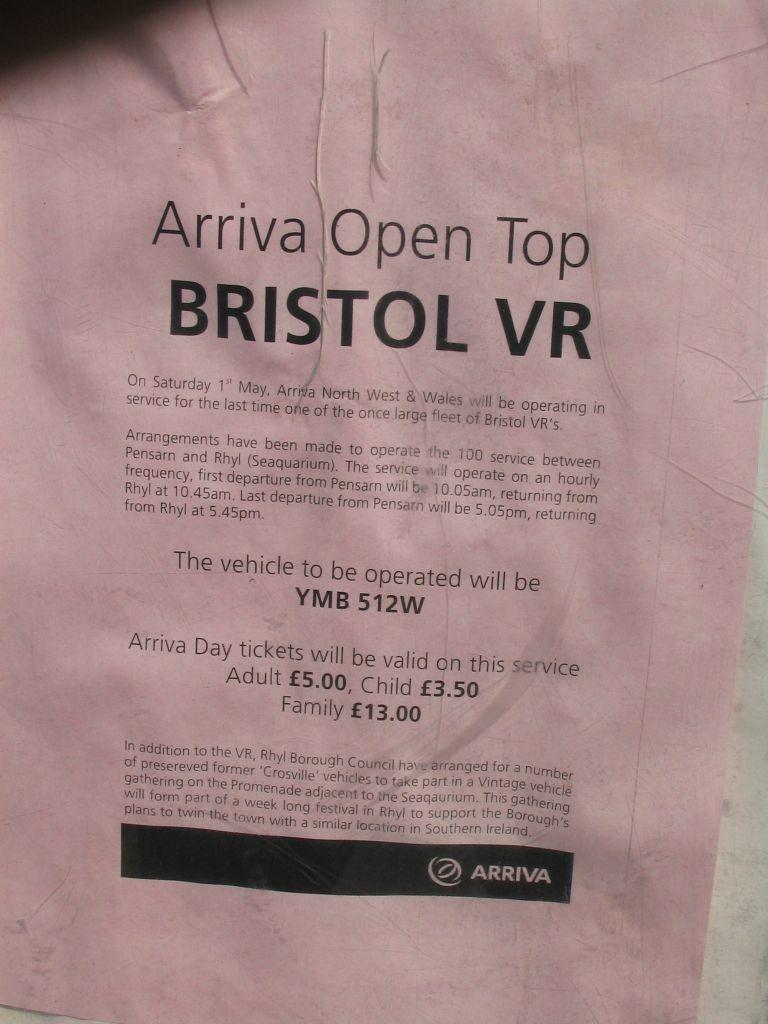 Arriva Open Top
BRISTOL VR
On Saturday 1st May, Arriva North West & Wales will be operating in
service for the last time one of the once large fleet of Bristol VR's.
Arrangements have been made to operate the 100 service between
Pensarn and Rhyl (Seaquarium). The service will operate on an hourly
frequency, first departure from Pensarn will be 10.05am, returning from
Rhyl at 10.45am. Last departure from Pensarn will be 5.05pm, returning
from Rhyl at 5.45pm.
The vehicle to be operated will be
YMB 512W
Arriva Day tickets will be valid on this service
Adult £5.00, Child £3.50
Family £13.00
In addition to the VR, Rhyl Borough Council have arranged for a number
of presereved former 'Crosville' vehicles to take part in a Vintage vehicle
gathering on the Promenade adjacent to the Seaqaurium. This gathering
will form part of a week long festival in Rhyl to support the Borough's
plans to twin the town with a similar location in Southern Ireland.
ARRIVA